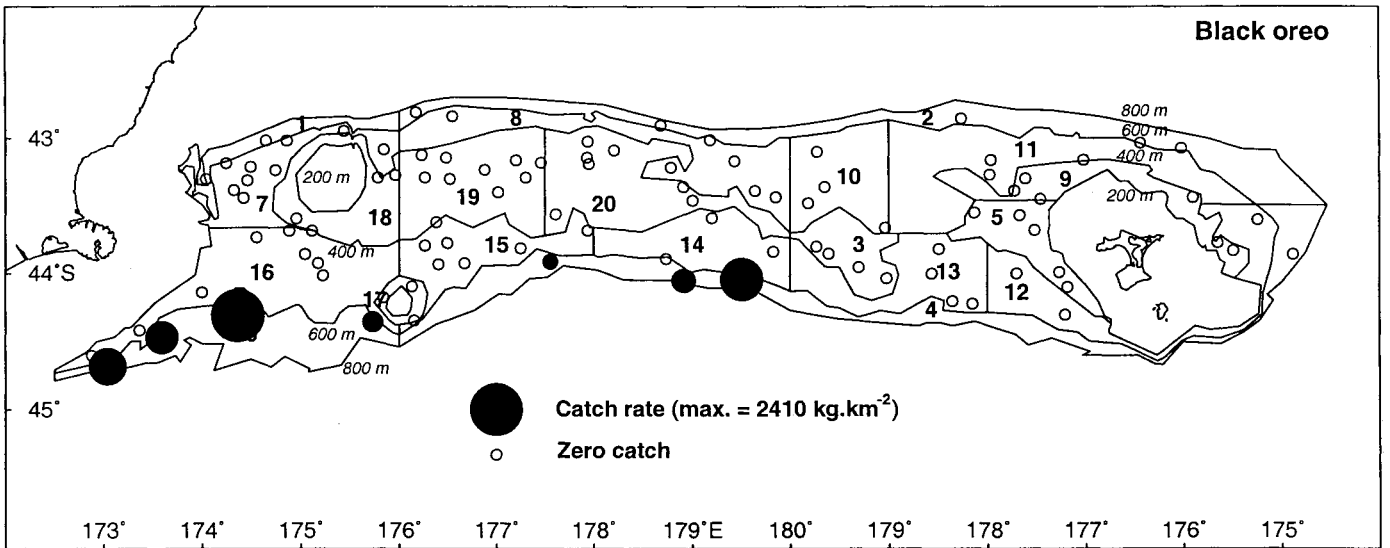 Black oreo
800 m
600 m
400 m
200 m
43°
44°S
45°
1
8
2
11
9
200 m
7
18
19
20
10
5
400 m
16
15
14
3
13
12
17
4
600 m
800 m
Catch rate (max. = 2410 kg.km-2)
Zero catch
173° 174° 175° 176° 177° 178° 179° E 180° 179° 178° 177° 176° 175°